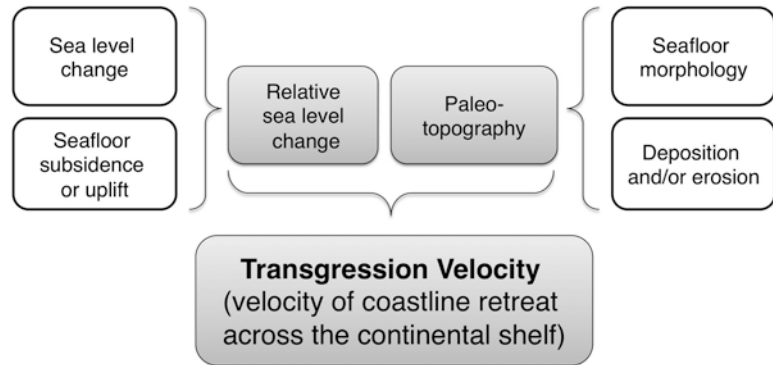 Sea level
change
Seafloor
subsidence
or uplift
Relative
sea level
change
Paleo-
topography
Seafloor
morphology
Deposition
and/or erosion
Transgression Velocity
(velocity of coastline retreat
across the continental shelf)